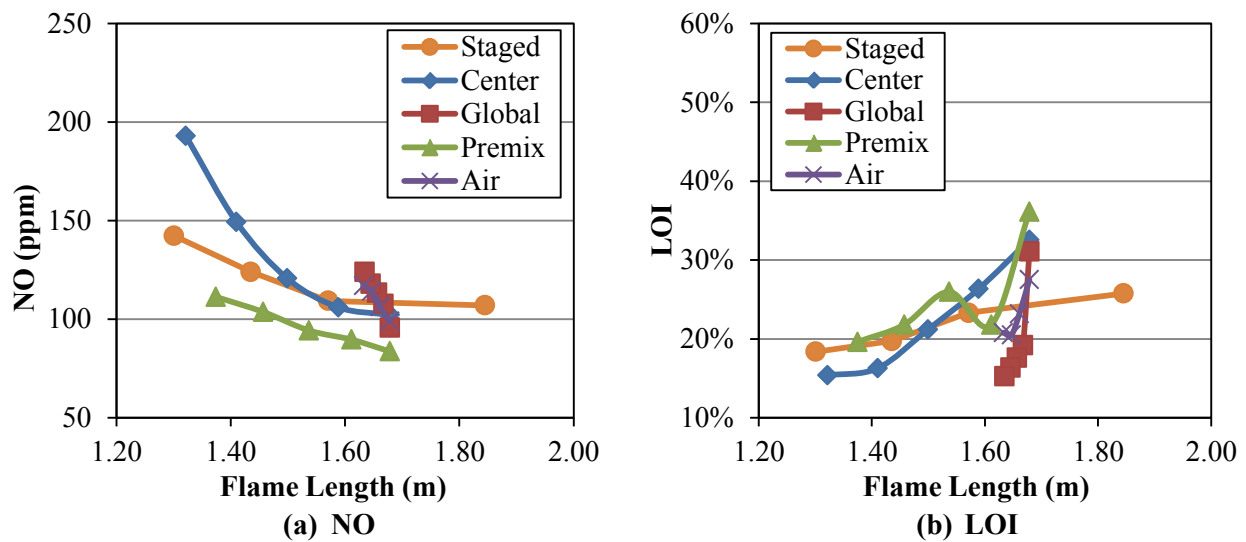 250
200
150
100
50
NO (ppm)
Staged
Center
Global
Premix
Air
1.20 1.40 1.60 1.80 2.00
Flame Length (m)
(a) NO
60%
50%
40%
30%
20%
10%
LOI
Staged
Center
Global
Premix
Air
1.20 1.40 1.60 1.80 2.00
Flame Length (m)
(b) LOI